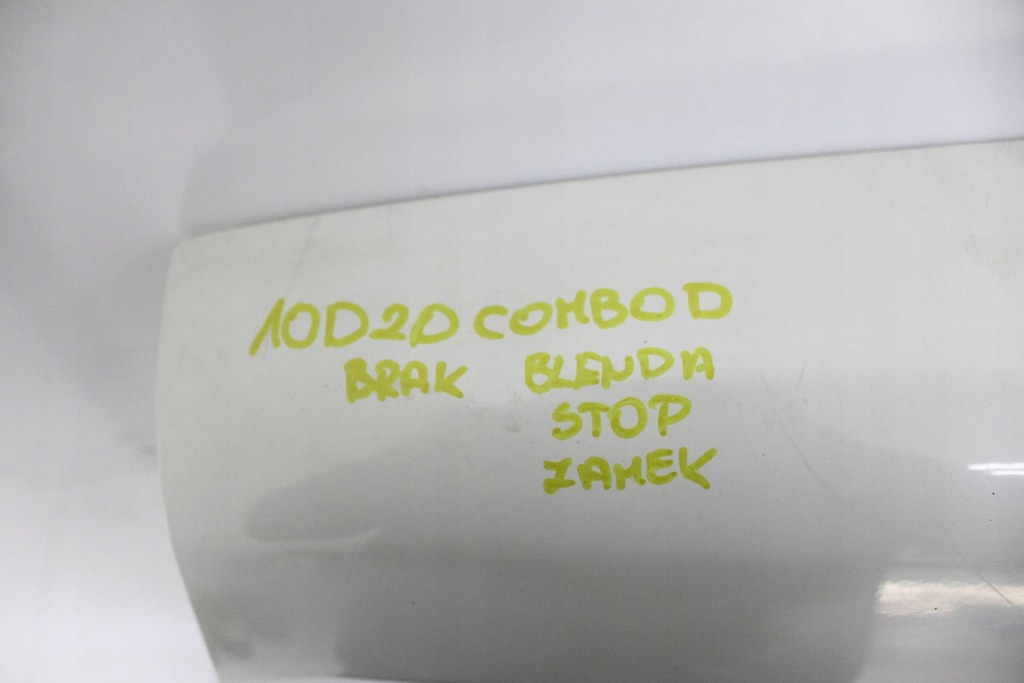 10D20 COMBO D
BRAK BLENDA
STOP
ZAMEK